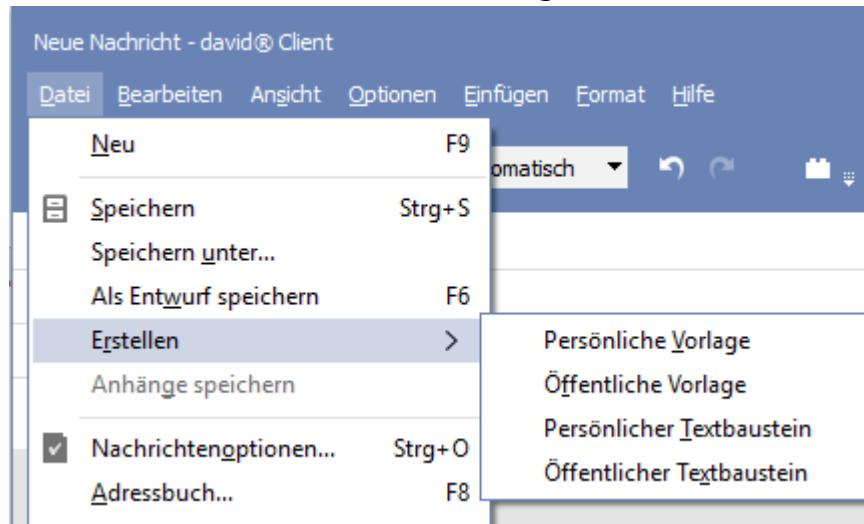 Neue Nachricht - david® Client
Datei Bearbeiten Ansicht Optionen Einfügen Format Hilfe
Neu F9
omatisch
Speichern Strg+S
Speichern unter...
Als Entwurf speichern F6
Erstellen > Persönliche Vorlage
Anhänge speichern Öffentliche Vorlage
Persönlicher Textbaustein
Nachrichtenoptionen... Strg+O
Öffentlicher Textbaustein
Adressbuch... F8